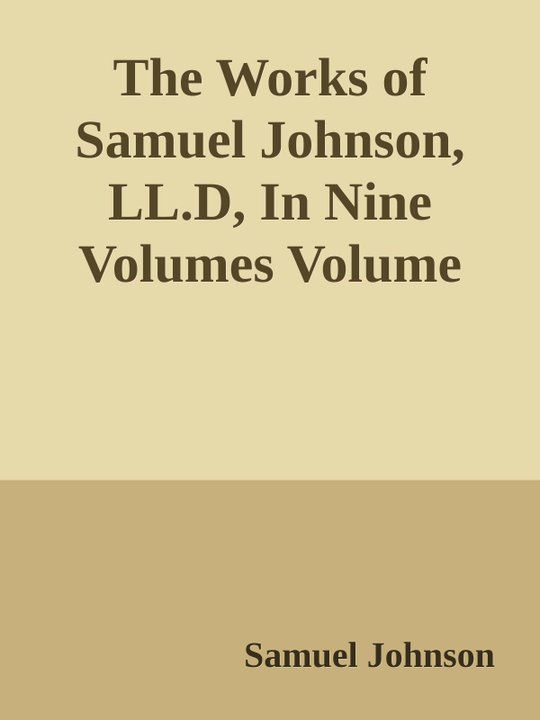 The Works of
Samuel Johnson,
LL.D, In Nine
Volumes Volume
Samuel Johnson